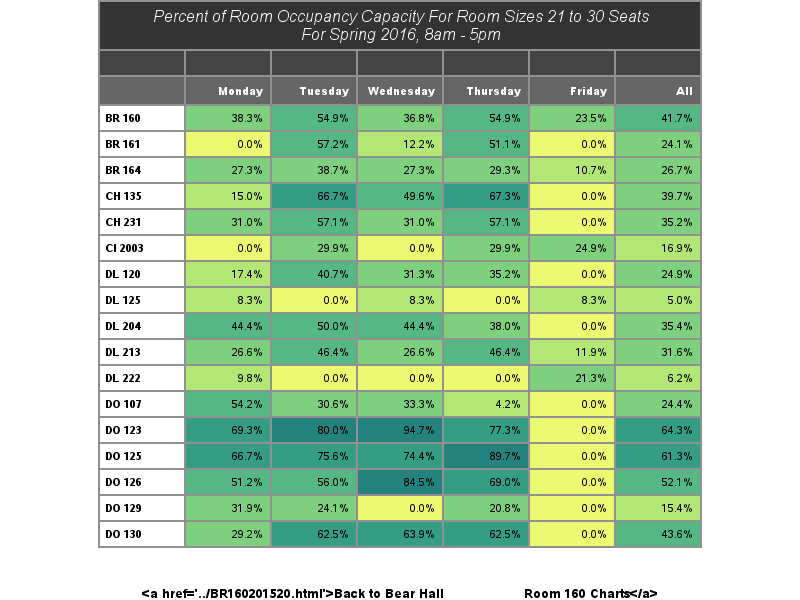 Percent of Room Occupancy Capacity For Room Sizes 21 to 30 Seats
For Spring 2016, 8am - 5pm
Monday Tuesday Wednesday Thursday Friday All
BR 160 38.3% 54.9% 36.8% 54.9% 23.5% 41.7%
BR 161 0.0% 57.2% 12.2% 51.1% 0.0% 24.1%
BR 164 27.3% 38.7% 27.3% 29.3% 10.7% 26.7%
CH 135 15.0% 66.7% 49.6% 67.3% 0.0% 39.7%
CH 231 31.0% 57.1% 31.0% 57.1% 0.0% 35.2%
CI 2003 0.0% 29.9% 0.0% 29.9% 24.9% 16.9%
DL 120 17.4% 40.7% 31.3% 35.2% 0.0% 24.9%
DL 125 8.3% 0.0% 8.3% 0.0% 8.3% 5.0%
DL 204 44.4% 50.0% 44.4% 38.0% 0.0% 35.4%
DL 213 26.6% 46.4% 26.6% 46.4% 11.9% 31.6%
DL 222 9.8% 0.0% 0.0% 0.0% 21.3% 6.2%
DO 107 54.2% 30.6% 33.3% 4.2% 0.0% 24.4%
DO 123 69.3% 80.0% 94.7% 77.3% 0.0% 64.3%
DO 125 66.7% 75.6% 74.4% 89.7% 0.0% 61.3%
DO 126 51.2% 56.0% 84.5% 69.0% 0.0% 52.1%
DO 129 31.9% 24.1% 0.0% 20.8% 0.0% 15.4%
DO 130 29.2% 62.5% 63.9% 62.5% 0.0% 43.6%
<a href='../BR160201520.html'>Back to Bear Hall Room 160 Charts</a>